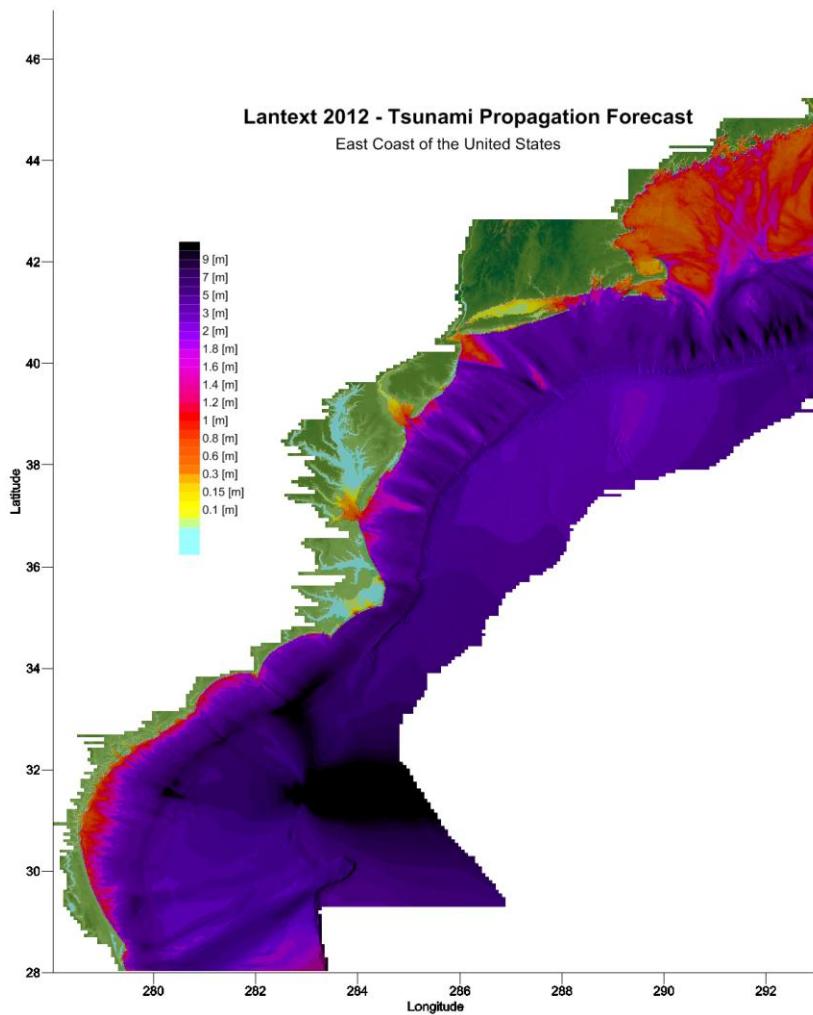 Lantext 2012 - Tsunami Propagation Forecast
East Coast of the United States
46
44
42
40
38
36
34
32
30
28
Latitude
9 [m]
7 [m]
5 [m]
3 [m]
2 [m]
1.8 [m]
1.6 [m]
1.4 [m]
1.2 [m]
1 [m]
0.8 [m]
0.6 [m]
0.3 [m]
0.15 [m]
0.1 [m]
280
282
284
286
288
290
292
Longitude